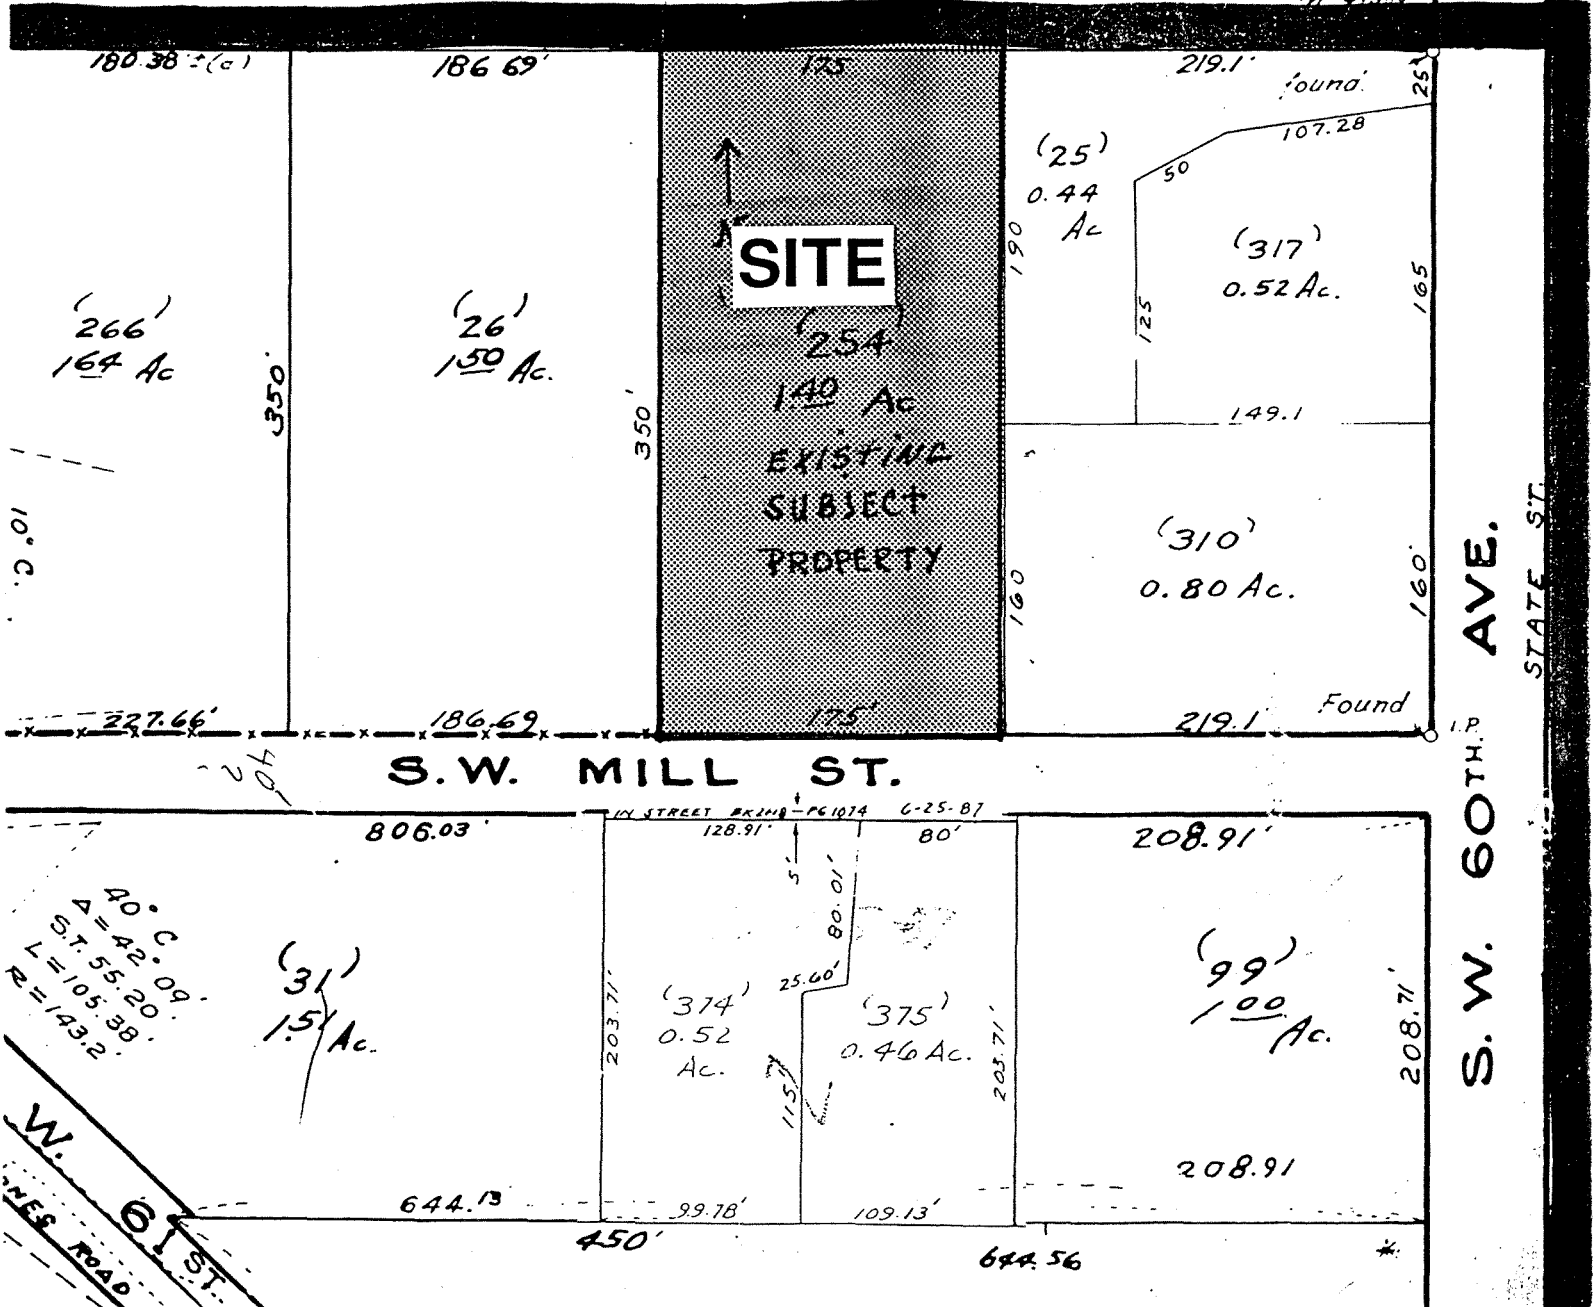 180.38'±(c)
186 69'
175'
219.1'
found.
25'
107.28
50
(25)
0.44
Ac
190
(317)
0.52 Ac.
125
165
149.1
SITE
(254)
1.40 Ac
EXISTING
SUBJECT
PROPERTY
(266)
1 64 Ac
350'
(26)
1 50 Ac.
350'
10° C.
(310)
0.80 Ac.
160
160'
227.66'
186.69
175'
219.1'
Found
I.P.
S.W. MILL ST.
40
S. W. 60TH. AVE.
STATE ST.
IN STREET 6-25-87
806.03'
128.91'
80'
208.91'
5'
80.01'
25.60'
40° C
Δ = 42° 09'
S.T. 55.20'
L = 105.38'
R = 143.2'
(31)
1.51 Ac.
203.71'
(374)
0.52
Ac.
115'
(375)
0.46 Ac.
203.71'
(99)
1 00 Ac.
208.71'
208.91
644.13
99.78'
109.13'
450'
644.56
W. 61 ST.
ROAD